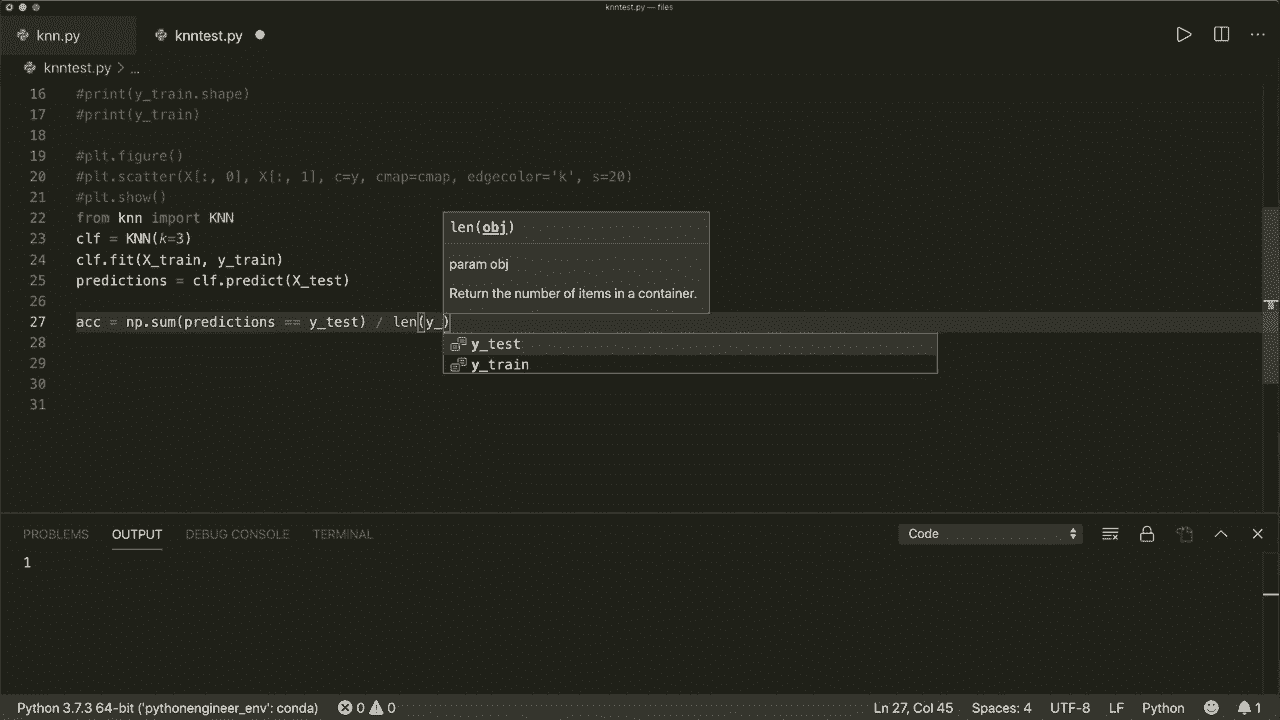 knntest.py — files
knn.py
knntest.py
knntest.py > ...
16 #print(y_train.shape)
17 #print(y_train)
18
19 #plt.figure()
20 #plt.scatter(X[:, 0], X[:, 1], c=y, cmap=cmap, edgecolor='k', s=20)
21 #plt.show()
22 from knn import KNN
23 clf = KNN(k=3)
24 clf.fit(X_train, y_train)
25 predictions = clf.predict(X_test)
26
27 acc = np.sum(predictions == y_test) / len(y_)
28
29
30
31
len(obj)
param obj
Return the number of items in a container.
y_test
y_train
PROBLEMS OUTPUT DEBUG CONSOLE TERMINAL Code
1
Python 3.7.3 64-bit ('pythonengineer_env': conda) 0 0 Ln 27, Col 45 Spaces: 4 UTF-8 LF Python 1